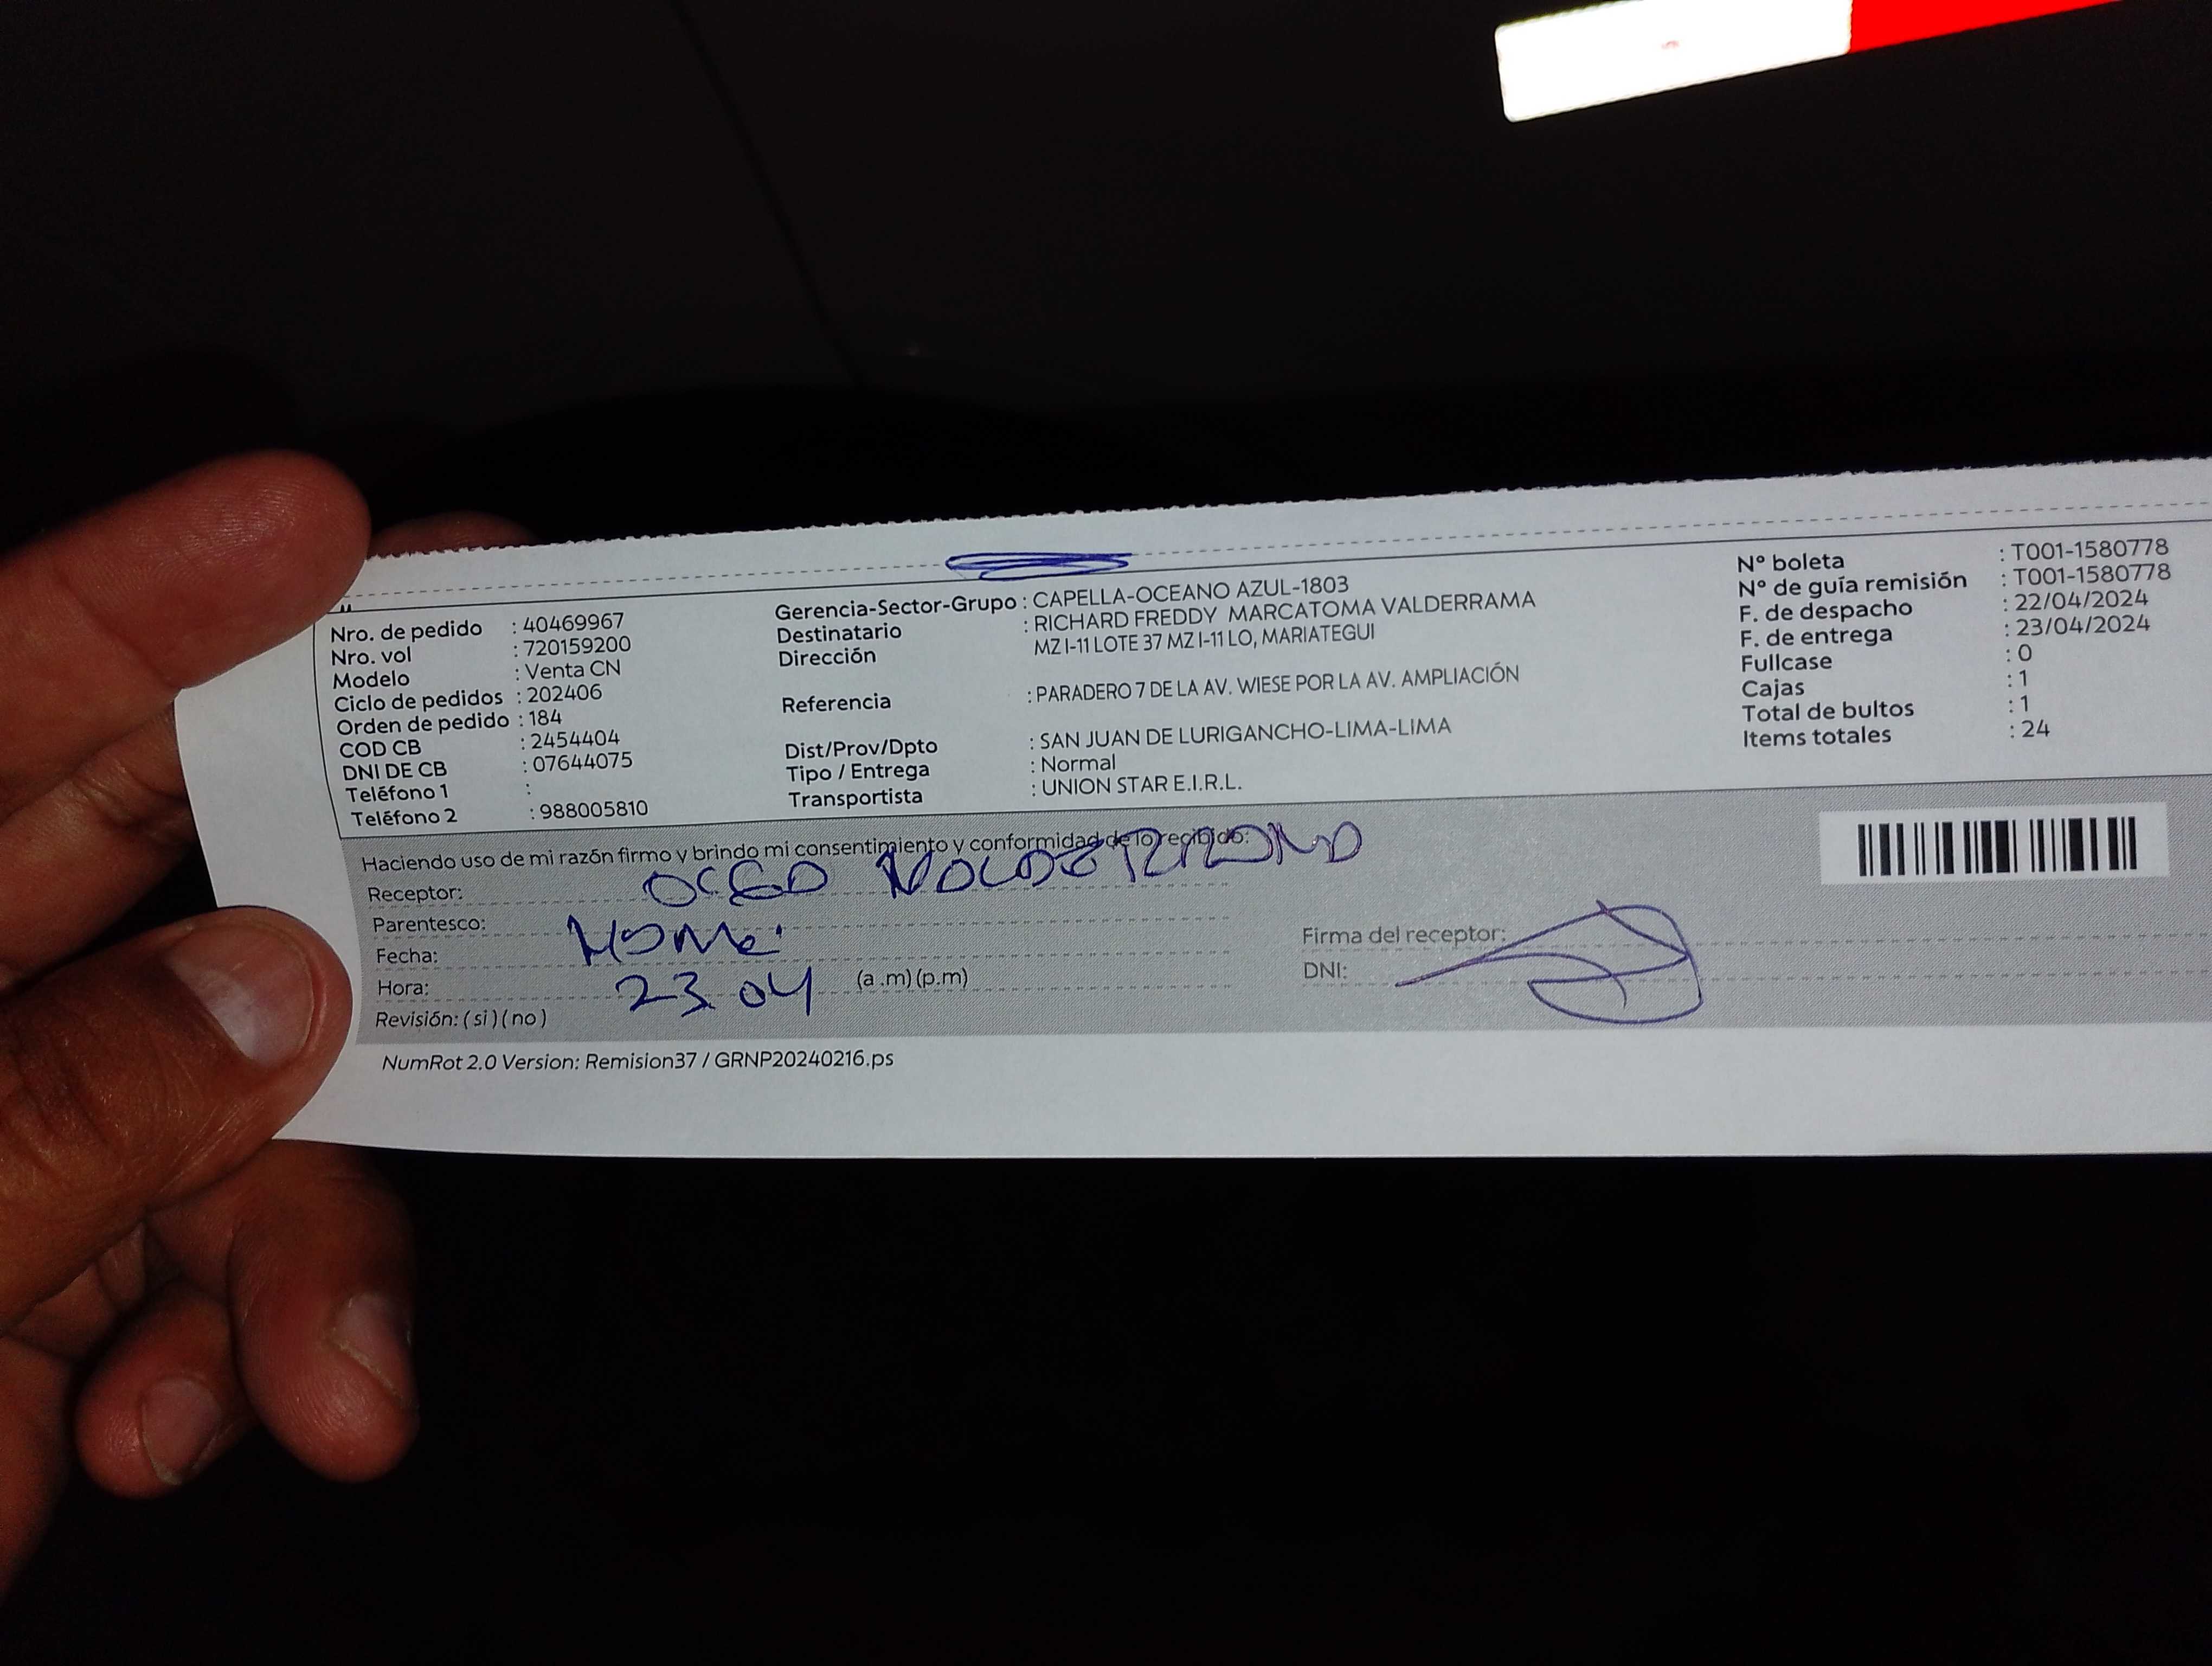 Nro. de pedido : 40469967
Nro. vol : 720159200
Modelo : Venta CN
Ciclo de pedidos : 202406
Orden de pedido : 184
COD CB : 2454404
DNI DE CB : 07644075
Teléfono 1 :
Teléfono 2 : 988005810
Gerencia-Sector-Grupo : CAPELLA-OCEANO AZUL-1803
Destinatario : RICHARD FREDDY MARCATOMA VALDERRAMA
Dirección MZ I-11 LOTE 37 MZ I-11 LO, MARIATEGUI
Referencia : PARADERO 7 DE LA AV. WIESE POR LA AV. AMPLIACIÓN
Dist/Prov/Dpto : SAN JUAN DE LURIGANCHO-LIMA-LIMA
Tipo / Entrega : Normal
Transportista : UNION STAR E.I.R.L.
Nº boleta : T001-1580778
Nº de guía remisión : T001-1580778
F. de despacho : 22/04/2024
F. de entrega : 23/04/2024
Fullcase : 0
Cajas : 1
Total de bultos : 1
Items totales : 24
Haciendo uso de mi razón firmo y brindo mi consentimiento y conformidad de lo recibido:
Receptor:
Parentesco:
Fecha:
Hora: 23 04 (a.m) (p.m)
Revisión: ( si ) ( no )
Firma del receptor:
DNI:
NumRot 2.0 Version: Remision37 / GRNP20240216.ps